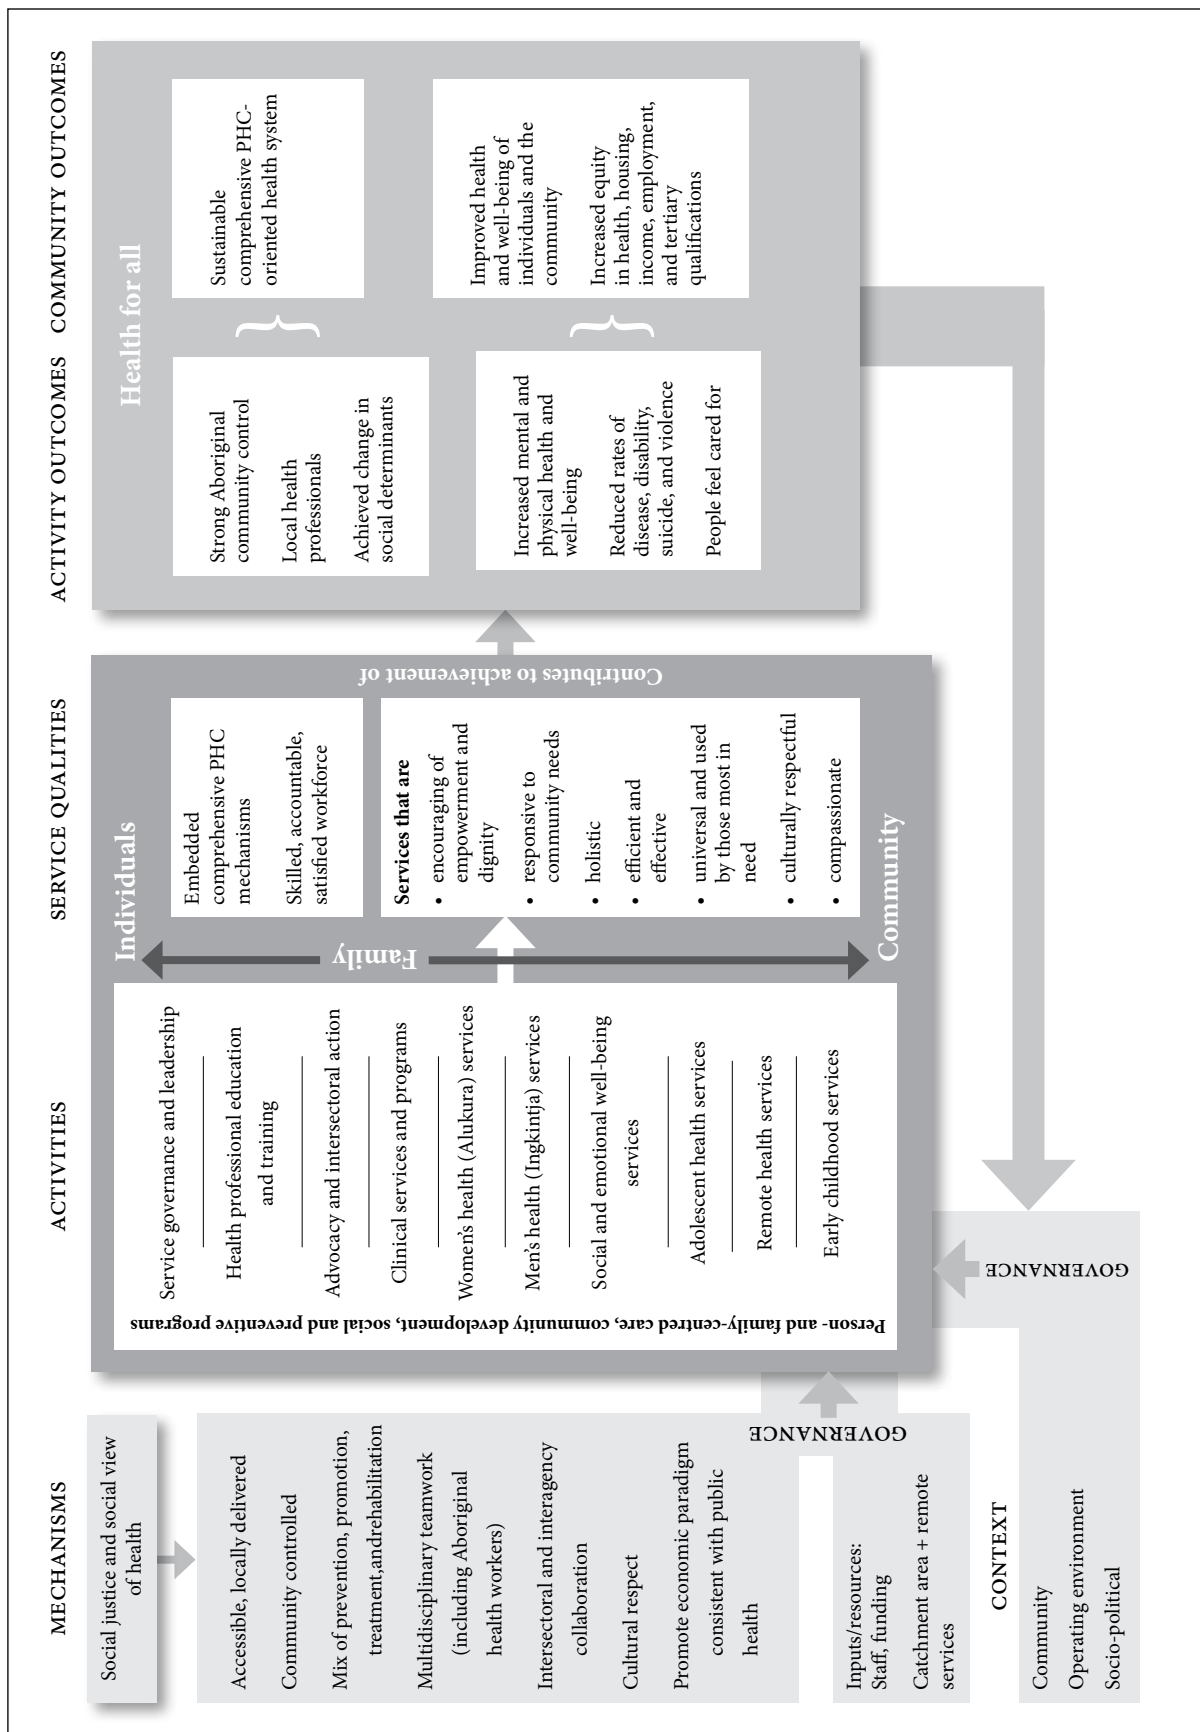 MECHANISMS
Social justice and social view
of health
Accessible, locally delivered
Community controlled
Mix of prevention, promotion,
treatment,andrehabilitation
Multidisciplinary teamwork
(including Aboriginal
health workers)
Intersectoral and interagency
collaboration
Cultural respect
Promote economic paradigm
consistent with public
health
GOVERNANCE
Inputs/resources:
Staff, funding
Catchment area + remote
services
CONTEXT
Community
Operating environment
Socio-political
GOVERNANCE
ACTIVITIES
Person- and family-centred care, community development, social and preventive programs
Service governance and leadership
Health professional education
and training
Advocacy and intersectoral action
Clinical services and programs
Women's health (Alukura) services
Men's health (Ingkintja) services
Social and emotional well-being
services
Adolescent health services
Remote health services
Early childhood services
Individuals
Family
Community
SERVICE QUALITIES
Embedded
comprehensive PHC
mechanisms
Skilled, accountable,
satisfied workforce
Services that are
• encouraging of
empowerment and
dignity
• responsive to
community needs
• holistic
• efficient and
effective
• universal and used
by those most in
need
• culturally respectful
• compassionate
Contributes to achievement of
ACTIVITY OUTCOMES
COMMUNITY OUTCOMES
Health for all
Strong Aboriginal
community control
Local health
professionals
Achieved change in
social determinants
Sustainable
comprehensive PHC-
oriented health system
Increased mental and
physical health and
well-being
Reduced rates of
disease, disability,
suicide, and violence
People feel cared for
Improved health
and well-being of
individuals and the
community
Increased equity
in health, housing,
income, employment,
and tertiary
qualifications